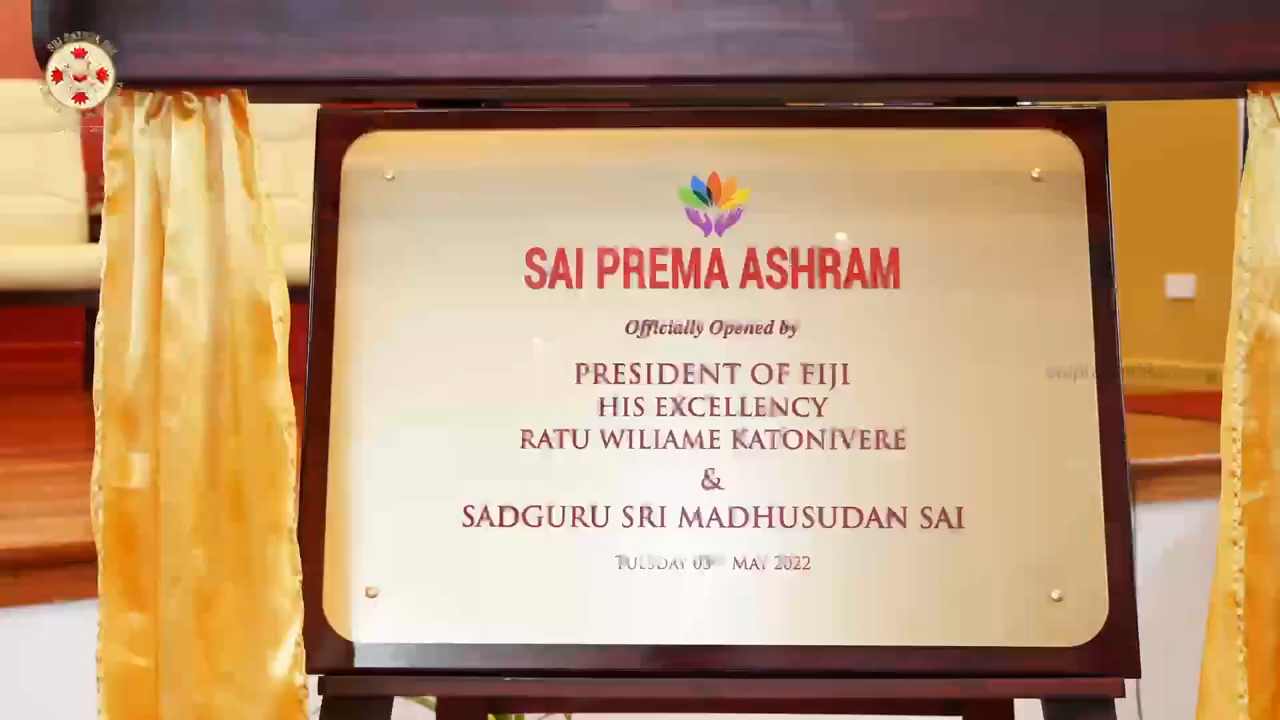 SAI PREMA ASHRAM
Officially Opened by
PRESIDENT OF FIJI
HIS EXCELLENCY
RATU WILIAME KATONIVERE
&
SADGURU SRI MADHUSUDAN SAI
TUESDAY 03RD MAY 2022